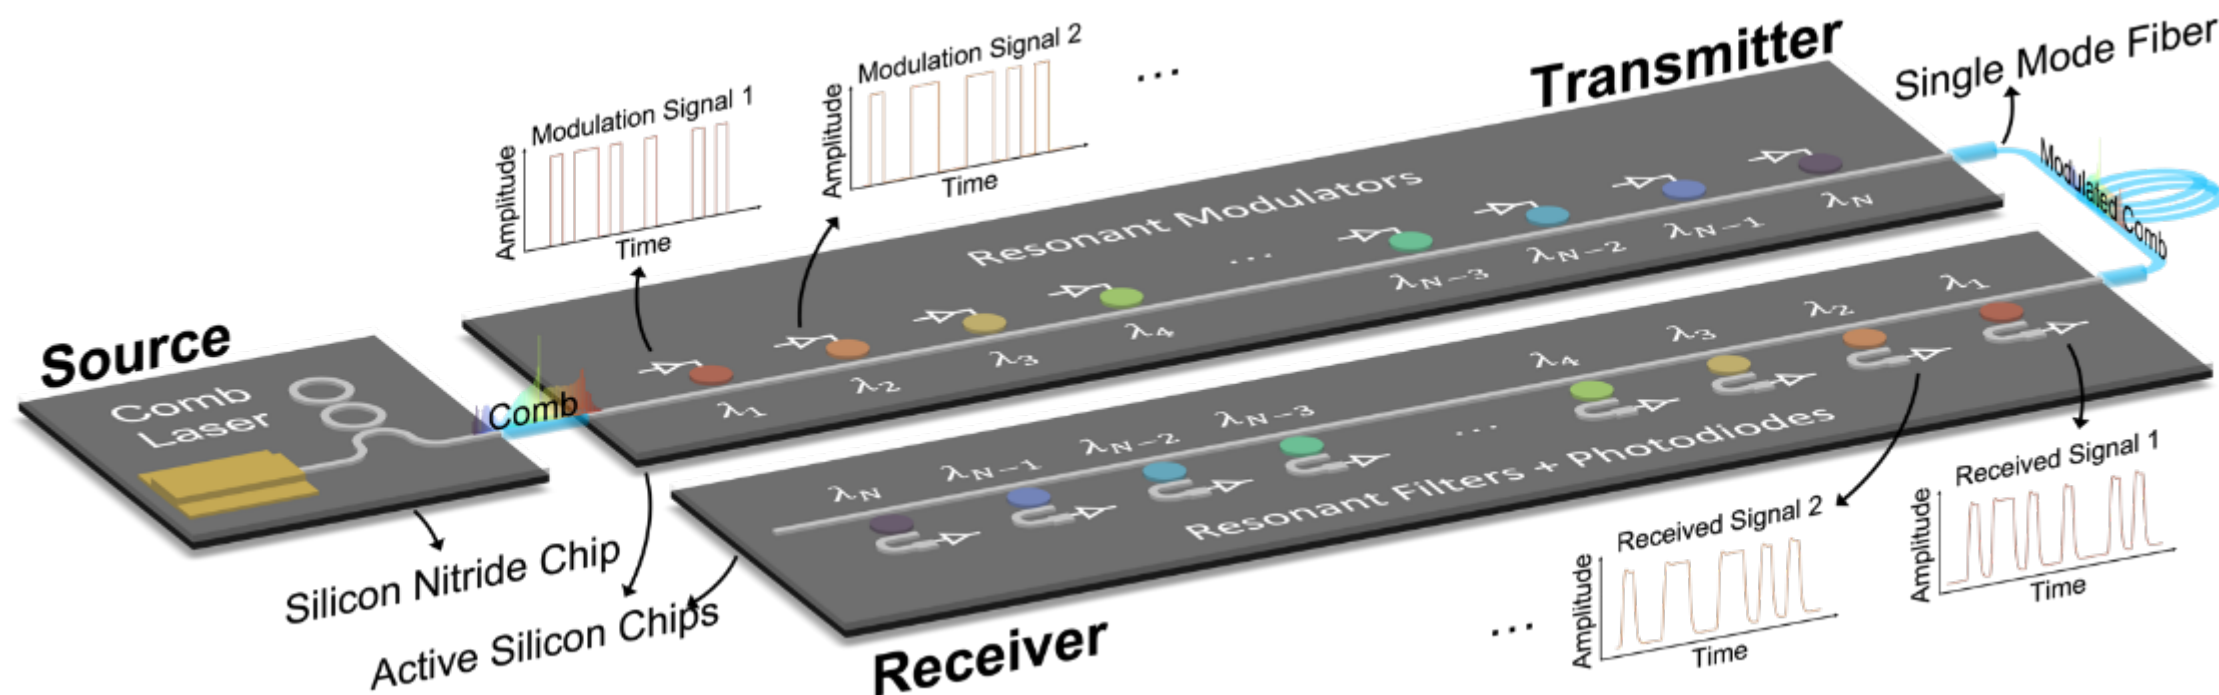 Source
Comb
Laser
Comb
Silicon Nitride Chip
Active Silicon Chips
Modulation Signal 1
Amplitude
Time
Modulation Signal 2
Amplitude
Time
...
Transmitter
Resonant Modulators
λ1
λ2
λ3
λ4
...
λN−3
λN−2
λN−1
λN
Single Mode Fiber
Modulated Comb
Receiver
λN
λN−1
λN−2
λN−3
...
λ4
λ3
λ2
λ1
Resonant Filters + Photodiodes
...
Received Signal 2
Amplitude
Time
Received Signal 1
Amplitude
Time